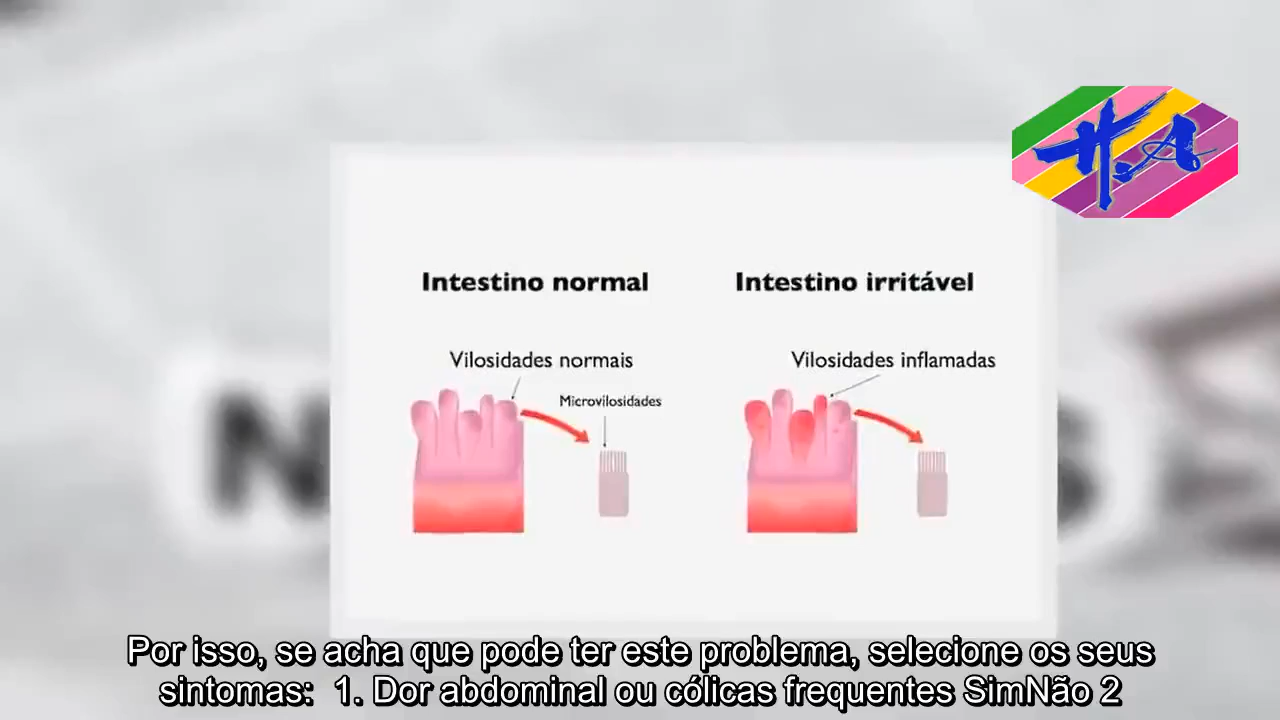 H.A
Intestino normal
Intestino irritável
Vilosidades normais
Vilosidades inflamadas
Microvilosidades
Por isso, se acha que pode ter este problema, selecione os seus
sintomas:  1. Dor abdominal ou cólicas frequentes SimNão 2